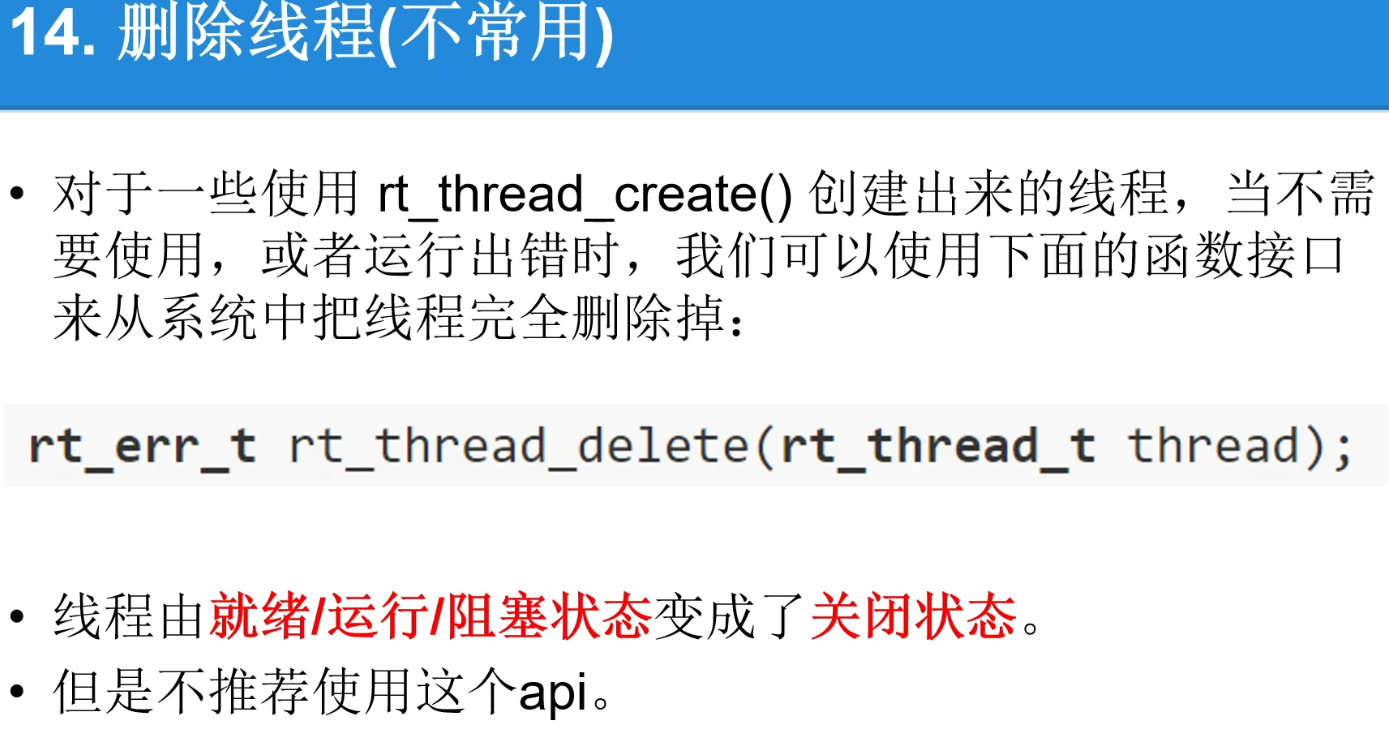 14. 删除线程(不常用)
• 对于一些使用 rt_thread_create() 创建出来的线程，当不需
要使用，或者运行出错时，我们可以使用下面的函数接口
来从系统中把线程完全删除掉：
rt_err_t rt_thread_delete(rt_thread_t thread);
• 线程由就绪/运行/阻塞状态变成了关闭状态。
• 但是不推荐使用这个api。